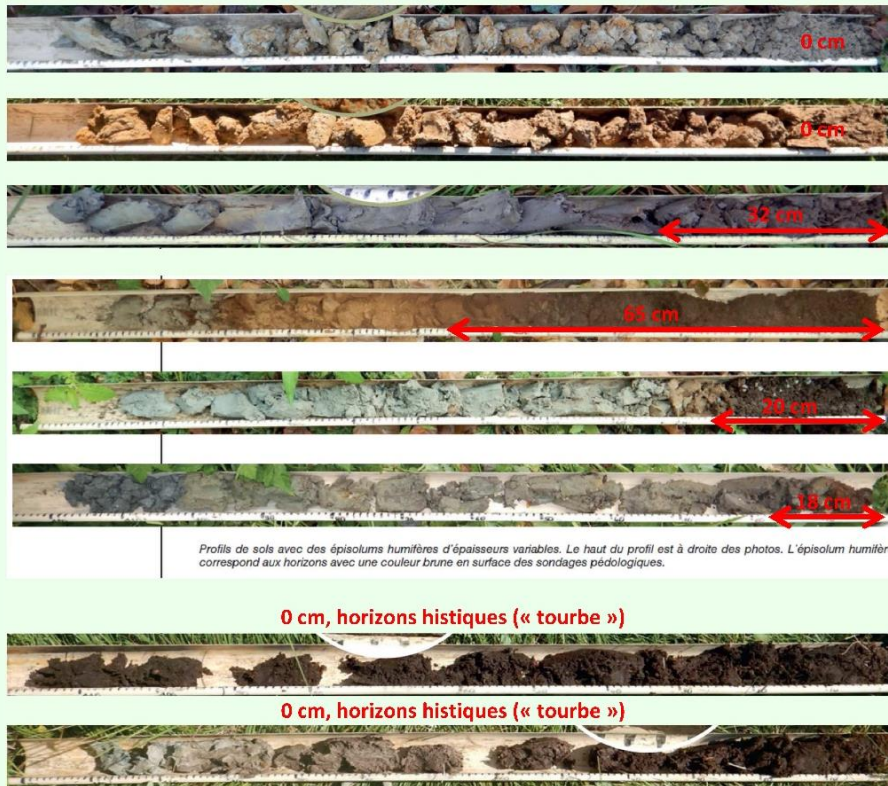 0 cm
0 cm
32 cm
65 cm
20 cm
18 cm
Profils de sols avec des épisolums humifères d'épaisseurs variables. Le haut du profil est à droite des photos. L'épisolum humifèr
correspond aux horizons avec une couleur brune en surface des sondages pédologiques.
0 cm, horizons histiques (« tourbe »)
0 cm, horizons histiques (« tourbe »)